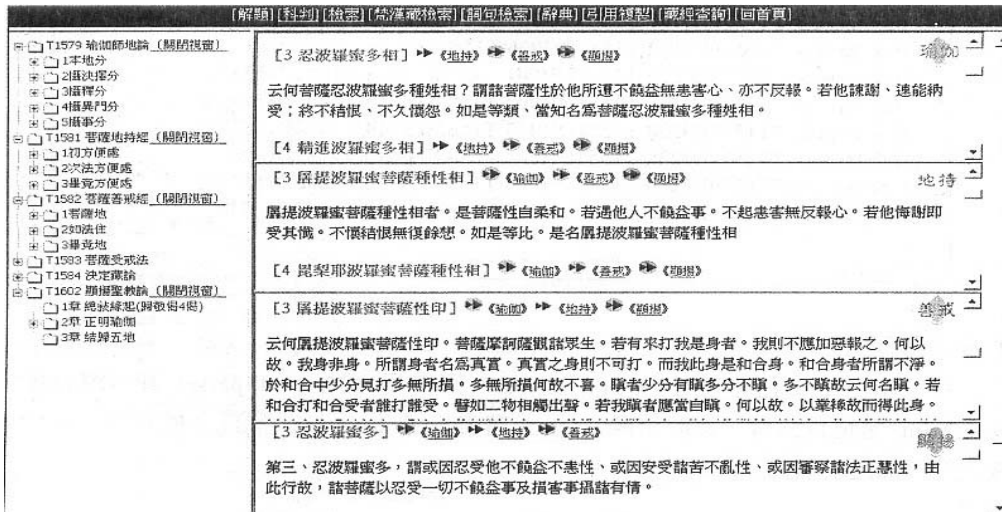 [解題][科判][檢索][梵漢藏檢索][詞句檢索][辭典][引用複製][藏經查詢][回首頁]
T1579 瑜伽師地論 (關閉視窗)
1本地分
2攝決擇分
3攝釋分
4攝異門分
5攝事分
T1581 菩薩地持經 (關閉視窗)
1初方便處
2次法方便處
3畢竟方便處
T1582 菩薩善戒經 (關閉視窗)
1菩薩地
2如法住
3畢竟地
T1583 菩薩受戒法
T1584 決定藏論
T1602 顯揚聖教論 (關閉視窗)
1章 總說緣起(歸敬偈4偈)
2章 正明瑜伽
3章 結歸五地
[3 忍波羅蜜多相] 《地持》 《善戒》 《顯揚》
瑜伽
云何菩薩忍波羅蜜多種姓相？謂諸菩薩性於他所遭不饒益無恚害心、亦不反報。若他諫謝、速能納
受；終不結恨、不久懷怨。如是等類、當知名爲菩薩忍波羅蜜多種姓相。
[4 精進波羅蜜多相] 《地持》 《善戒》 《顯揚》
[3 羼提波羅蜜菩薩種性相] 《瑜伽》 《善戒》 《顯揚》
地持
羼提波羅蜜菩薩種性相者。是菩薩性自柔和。若遇他人不饒益事。不起恚害無反報心。若他悔謝即
受其懺。不懷結恨無復餘想。如是等比。是名羼提波羅蜜菩薩種性相
[4 毘梨耶波羅蜜菩薩種性相] 《瑜伽》 《善戒》 《顯揚》
[3 羼提波羅蜜菩薩性印] 《瑜伽》 《地持》 《顯揚》
善戒
云何羼提波羅蜜菩薩性印。菩薩摩訶薩觀諸眾生。若有來打我是身者。我則不應加惡報之。何以
故。我身非身。所謂身者名爲真實。真實之身則不可打。而我此身是和合身。和合身者所謂不淨。
於和合中少分見打多無所損。多無所損何故不喜。瞋者少分有瞋多分不瞋。多不瞋故云何名瞋。若
和合打和合受者誰打誰受。譬如二物相觸出聲。若我瞋者應當自瞋。何以故。以業緣故而得此身。
[3 忍波羅蜜多] 《瑜伽》 《地持》 《善戒》
顯揚
第三、忍波羅蜜多，謂或因忍受他不饒益不恚性、或因安受諸苦不亂性、或因審察諸法正慧性，由
此行故，諸菩薩以忍受一切不饒益事及損害事攝諸有情。